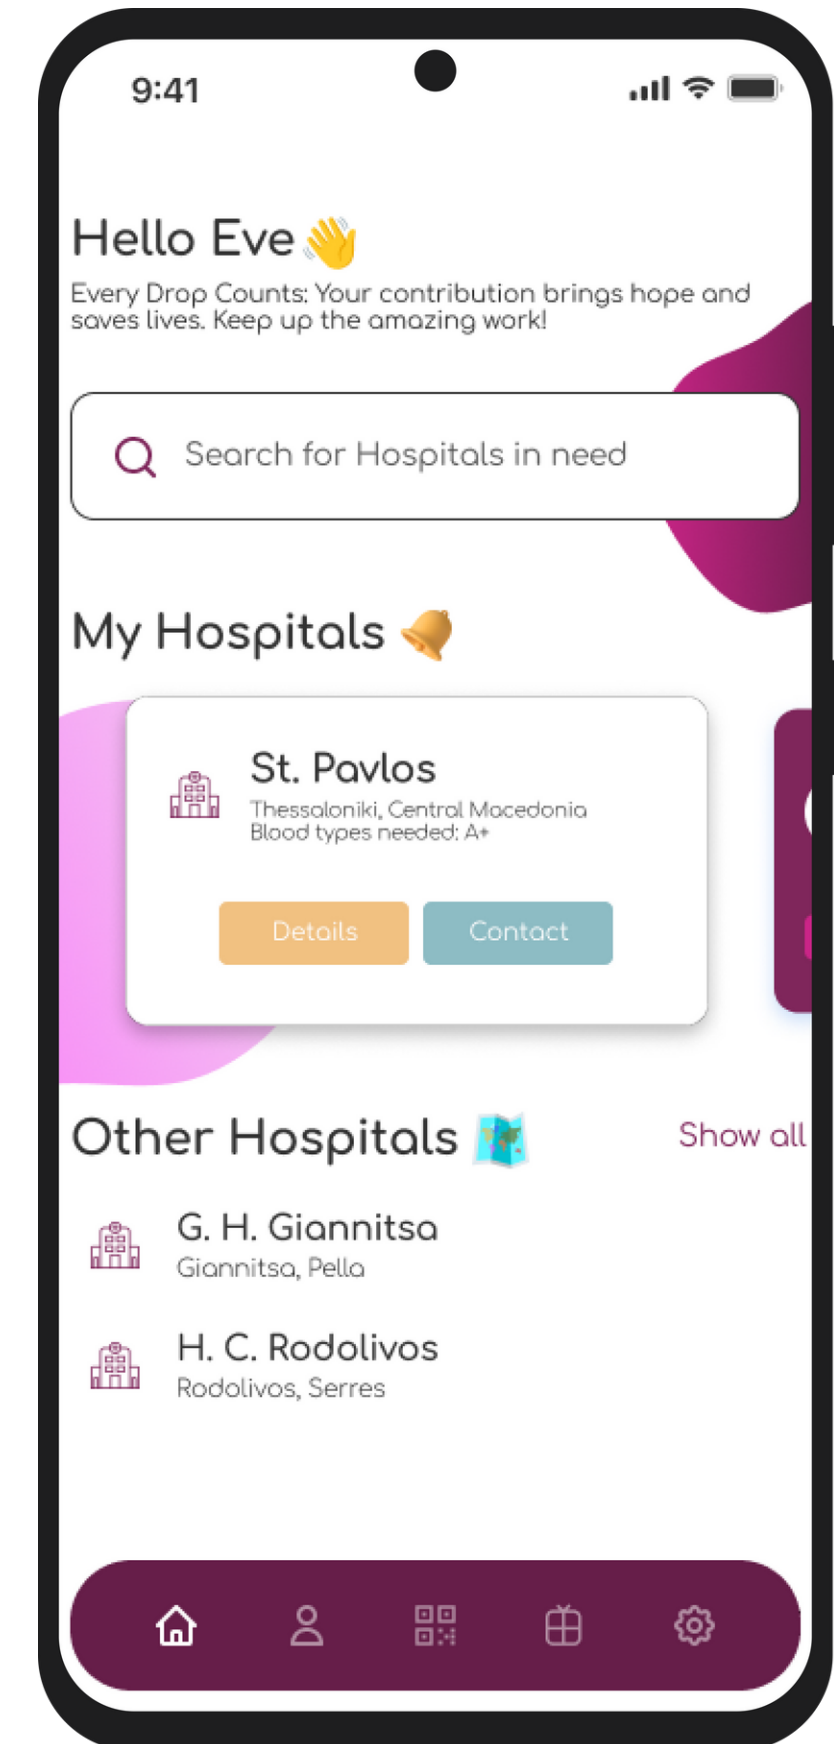 9:41
Hello Eve👋
Every Drop Counts: Your contribution brings hope and
saves lives. Keep up the amazing work!
Search for Hospitals in need
My Hospitals 🔔
St. Pavlos
Thessaloniki, Central Macedonia
Blood types needed: A+
Details Contact
Other Hospitals 🗺️ Show all
G. H. Giannitsa
Giannitsa, Pella
H. C. Rodolivos
Rodolivos, Serres